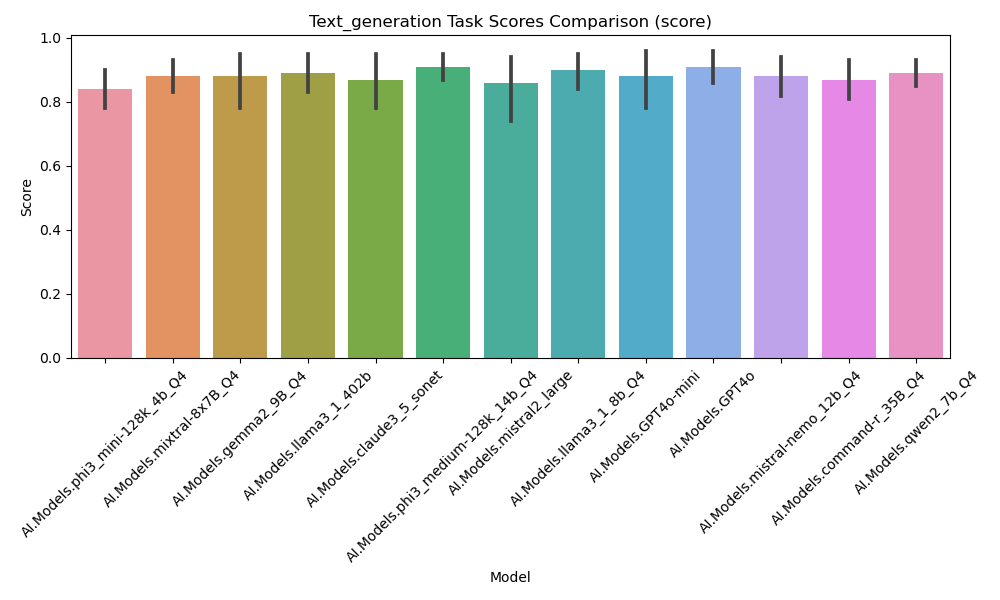 Text_generation Task Scores Comparison (score)
1.0
0.8
0.6
0.4
0.2
0.0
Score
AI.Models.phi3_mini-128k_4b_Q4
AI.Models.mixtral-8x7B_Q4
AI.Models.gemma2_9B_Q4
AI.Models.llama3_1_402b
AI.Models.claude3_5_sonet
AI.Models.phi3_medium-128k_14b_Q4
AI.Models.mistral2_large
AI.Models.llama3_1_8b_Q4
AI.Models.GPT4o-mini
AI.Models.GPT4o
AI.Models.mistral-nemo_12b_Q4
AI.Models.command-r_35B_Q4
AI.Models.qwen2_7b_Q4
Model